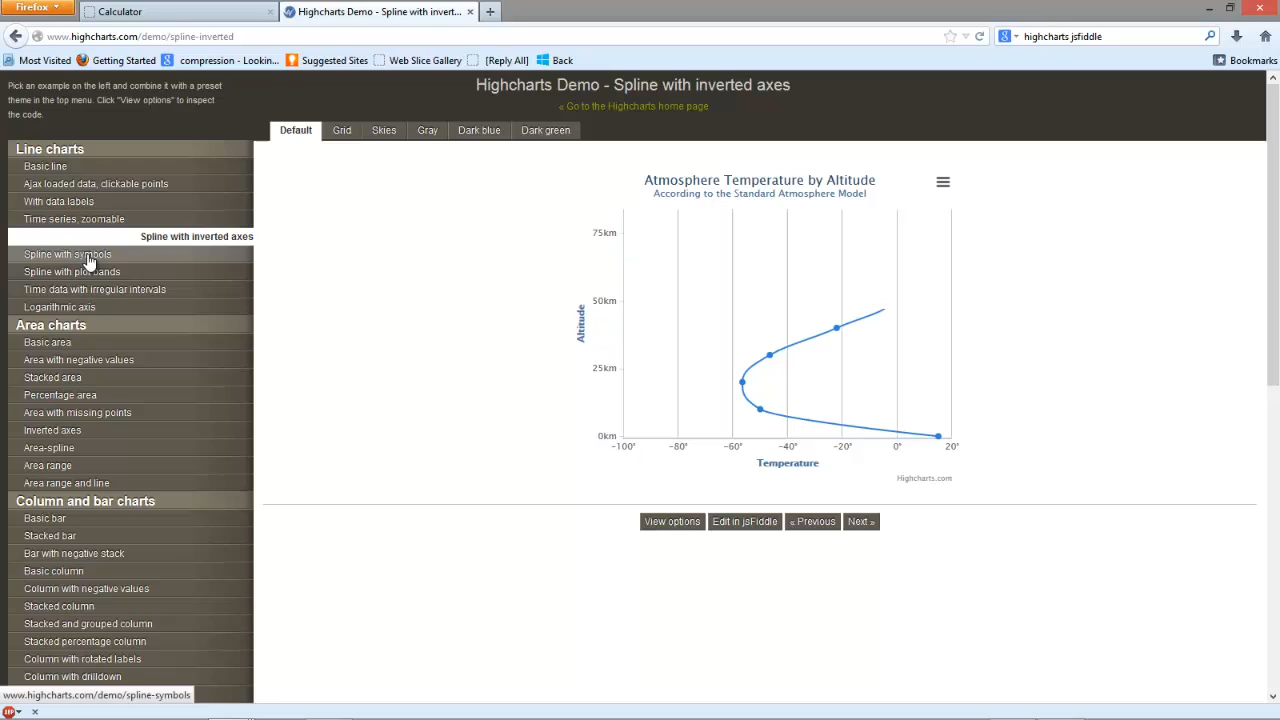 Firefox
Calculator
Highcharts Demo - Spline with invert...
www.highcharts.com/demo/spline-inverted
highcharts jsfiddle
Most Visited
Getting Started
compression - Lookin...
Suggested Sites
Web Slice Gallery
[Reply All]
Back
Bookmarks
Pick an example on the left and combine it with a preset
theme in the top menu. Click "View options" to inspect
the code.
Highcharts Demo - Spline with inverted axes
« Go to the Highcharts home page
Default
Grid
Skies
Gray
Dark blue
Dark green
Line charts
Basic line
Ajax loaded data, clickable points
With data labels
Time series, zoomable
Spline with inverted axes
Spline with symbols
Spline with plot bands
Time data with irregular intervals
Logarithmic axis
Area charts
Basic area
Area with negative values
Stacked area
Percentage area
Area with missing points
Inverted axes
Area-spline
Area range
Area range and line
Column and bar charts
Basic bar
Stacked bar
Bar with negative stack
Basic column
Column with negative values
Stacked column
Stacked and grouped column
Stacked percentage column
Column with rotated labels
Column with drilldown
Atmosphere Temperature by Altitude
According to the Standard Atmosphere Model
75km
50km
25km
0km
Altitude
-100°
-80°
-60°
-40°
-20°
0°
20°
Temperature
Highcharts.com
View options
Edit in jsFiddle
« Previous
Next »
www.highcharts.com/demo/spline-symbols